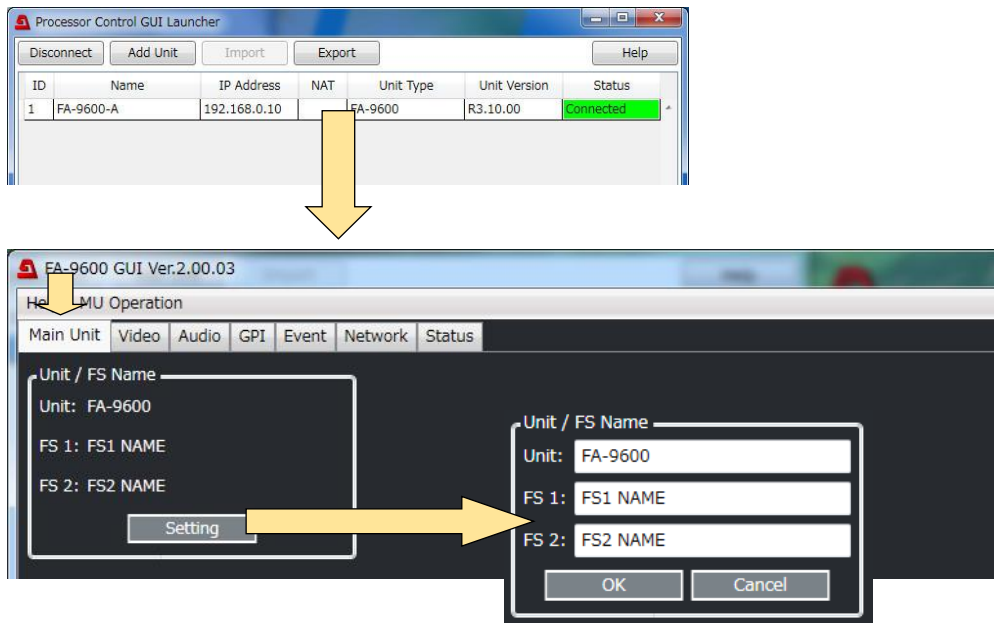 Processor Control GUI Launcher
Disconnect Add Unit Import Export Help
ID Name IP Address NAT Unit Type Unit Version Status
1 FA-9600-A 192.168.0.10 FA-9600 R3.10.00 Connected
FA-9600 GUI Ver.2.00.03
MU Operation
Main Unit Video Audio GPI Event Network Status
Unit / FS Name
Unit: FA-9600
FS 1: FS1 NAME
FS 2: FS2 NAME
Setting
Unit / FS Name
Unit: FA-9600
FS 1: FS1 NAME
FS 2: FS2 NAME
OK Cancel